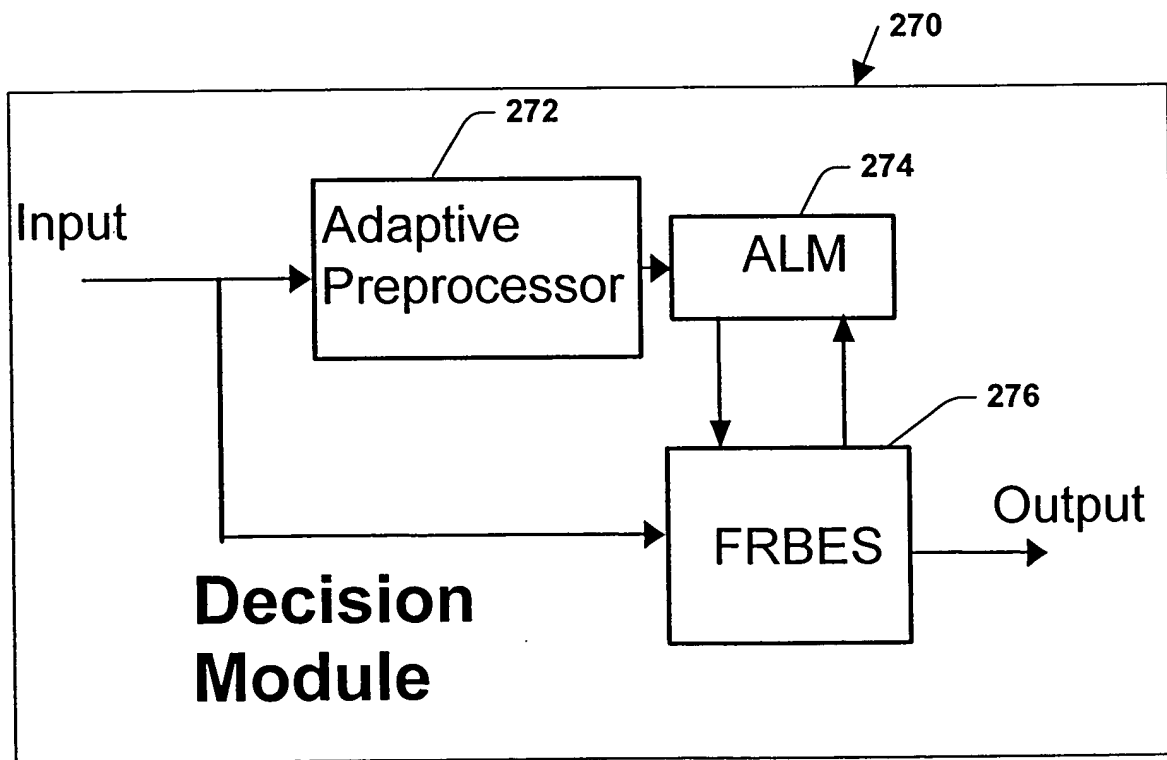 270
272
274
Input
Adaptive
Preprocessor
ALM
276
Output
FRBES
Decision
Module